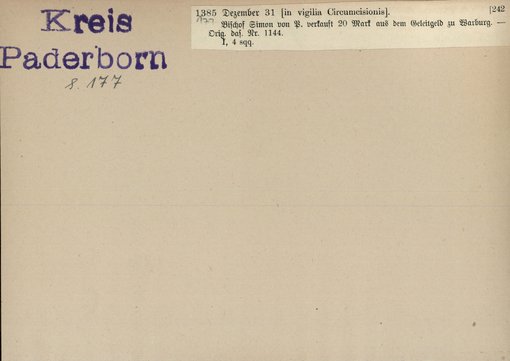 Kreis
Paderborn
S. 177
1385 Dezember 31 [in vigilia Circumcisionis]. [242
177
Bischof Simon von P. verkauft 20 Mark aus dem Geleitgeld zu Warburg. —
Orig. das. Nr. 1144.
I, 4 sqq.